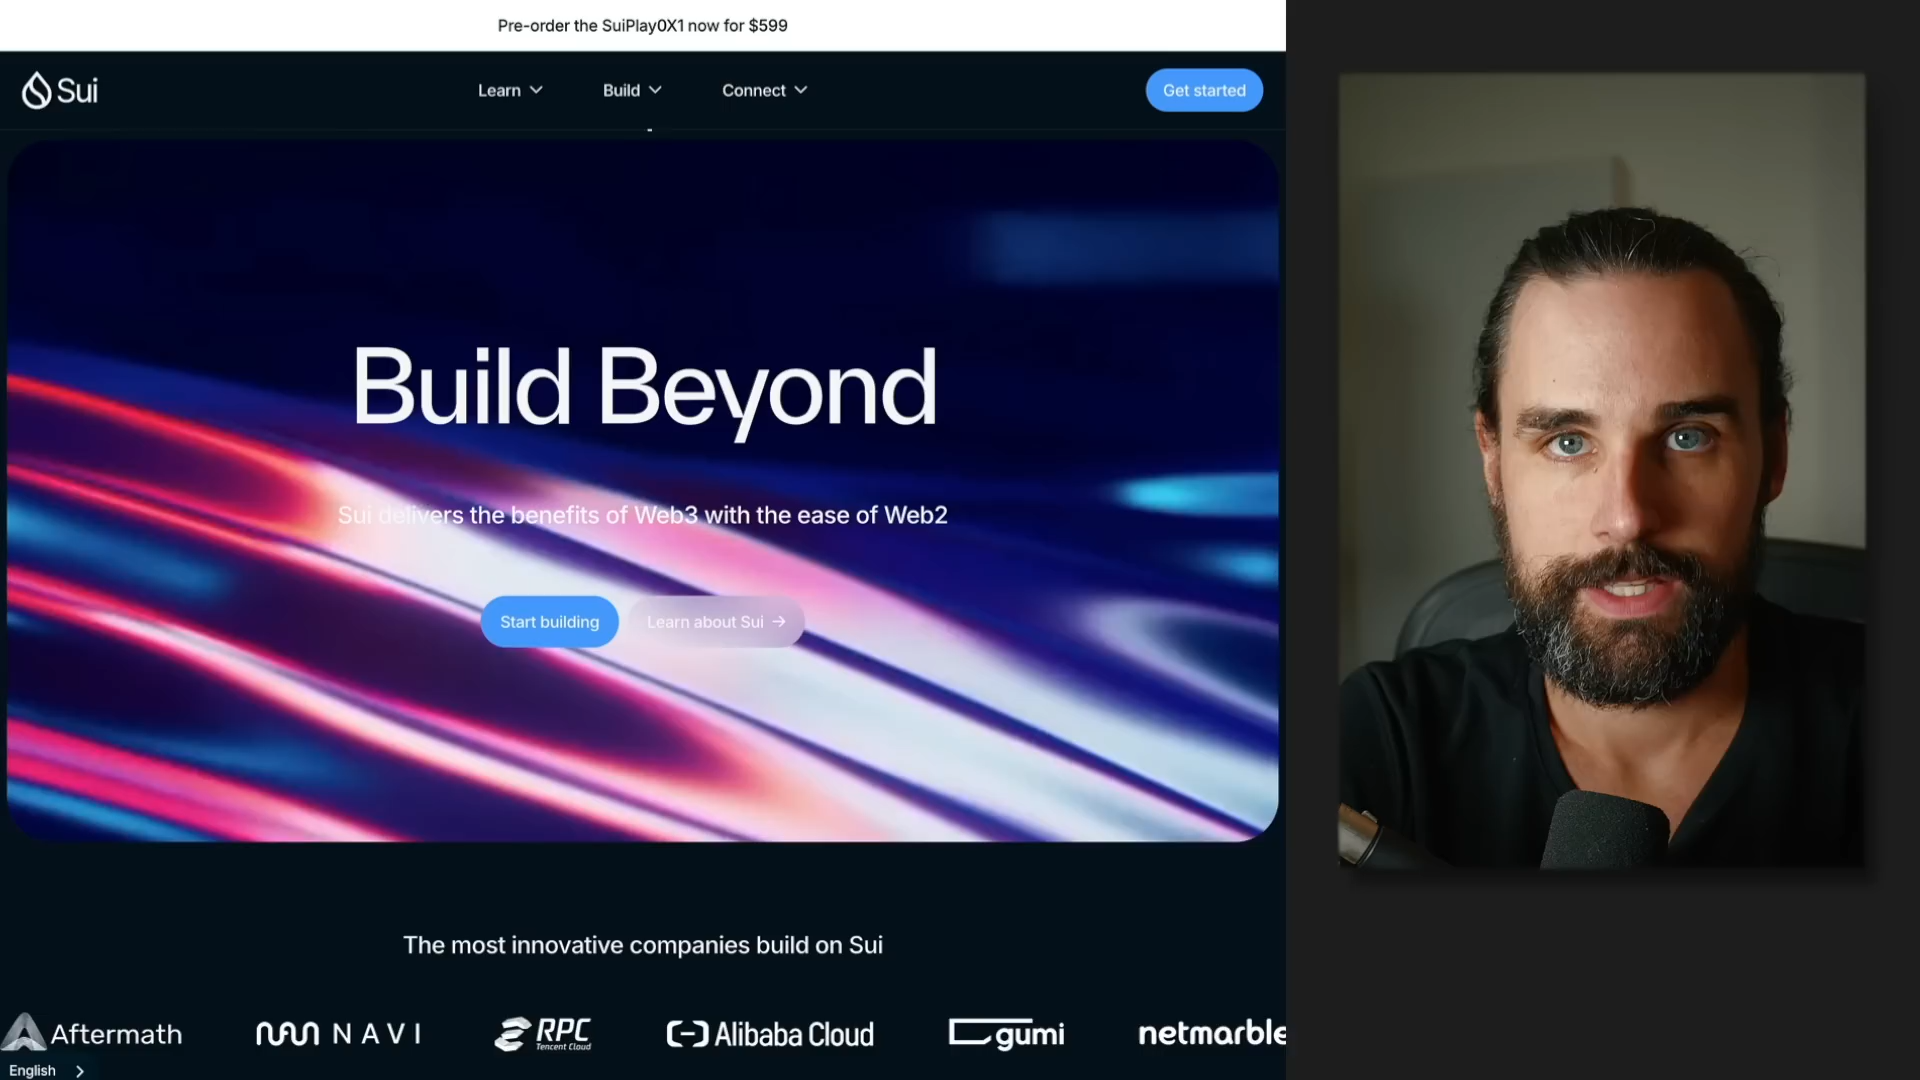 Pre-order the SuiPlay0X1 now for $599
Sui
Learn
Build
Connect
Get started
Build Beyond
Sui delivers the benefits of Web3 with the ease of Web2
Start building
Learn about Sui →
The most innovative companies build on Sui
Aftermath
NAVI
RPC
Tencent Cloud
Alibaba Cloud
gumi
netmarble
English